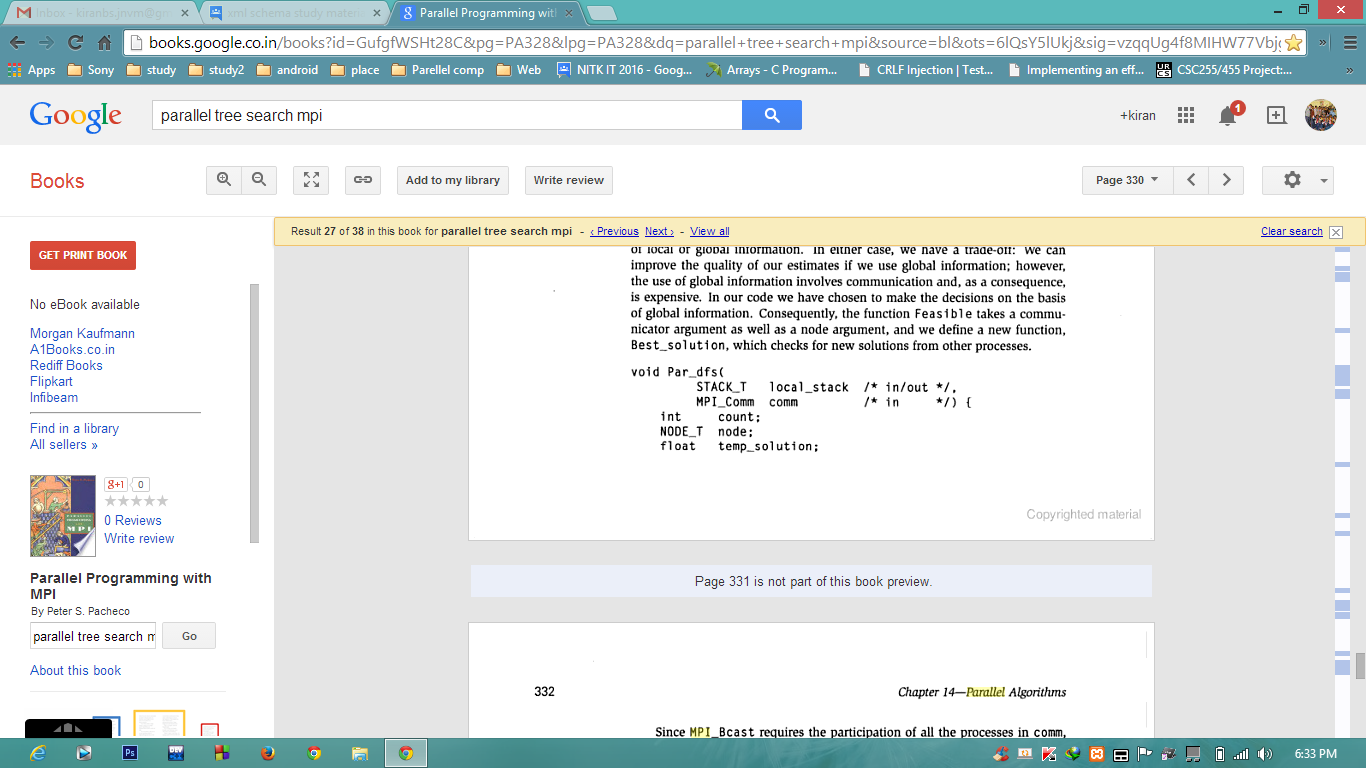 Inbox - kiranbs.jnvm@gm
xml schema study materi
Parallel Programming with
books.google.co.in/books?id=GufgfWSHt28C&pg=PA328&lpg=PA328&dq=parallel+tree+search+mpi&source=bl&ots=6lQsY5lUkj&sig=vzqqUg4f8MIHW77Vbjg
Apps Sony study study2 android place Parellel comp Web NITK IT 2016 - Goog... Arrays - C Program... CRLF Injection | Test... Implementing an eff... CSC255/455 Project:... »
Google
parallel tree search mpi
+kiran
1
Books
Add to my library
Write review
Page 330
Result 27 of 38 in this book for parallel tree search mpi - ‹ Previous Next › - View all
Clear search
GET PRINT BOOK
No eBook available
Morgan Kaufmann
A1Books.co.in
Rediff Books
Flipkart
Infibeam
Find in a library
All sellers »
g+1 0
0 Reviews
Write review
Parallel Programming with
MPI
By Peter S. Pacheco
parallel tree search m
Go
About this book
of local or global information. In either case, we have a trade-off: We can
improve the quality of our estimates if we use global information; however,
the use of global information involves communication and, as a consequence,
is expensive. In our code we have chosen to make the decisions on the basis
of global information. Consequently, the function Feasible takes a commu-
nicator argument as well as a node argument, and we define a new function,
Best_solution, which checks for new solutions from other processes.
void Par_dfs(
STACK_T local_stack /* in/out */,
MPI_Comm comm /* in */) {
int count;
NODE_T node;
float temp_solution;
Copyrighted material
Page 331 is not part of this book preview.
332
Chapter 14—Parallel Algorithms
Since MPI_Bcast requires the participation of all the processes in comm,
6:33 PM